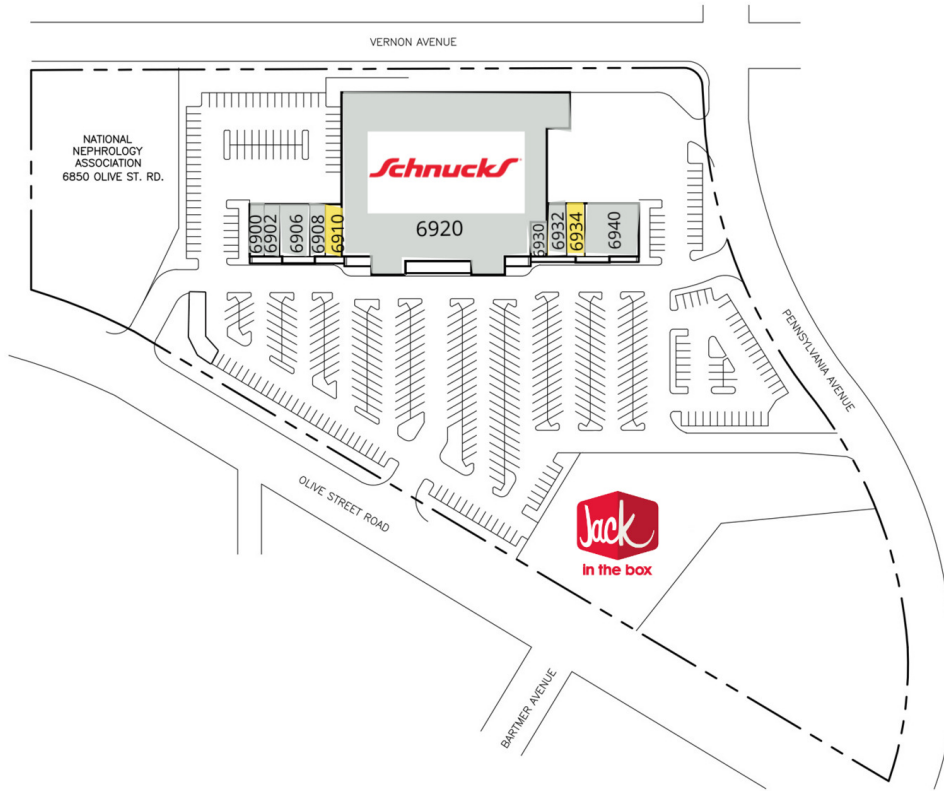 VERNON AVENUE
NATIONAL
NEPHROLOGY
ASSOCIATION
6850 OLIVE ST. RD.
Schnucks
6900
6902
6906
6908
6910
6920
6930
6932
6934
6940
PENNSYLVANIA AVENUE
OLIVE STREET ROAD
Jack
in the box
BARTMER AVENUE